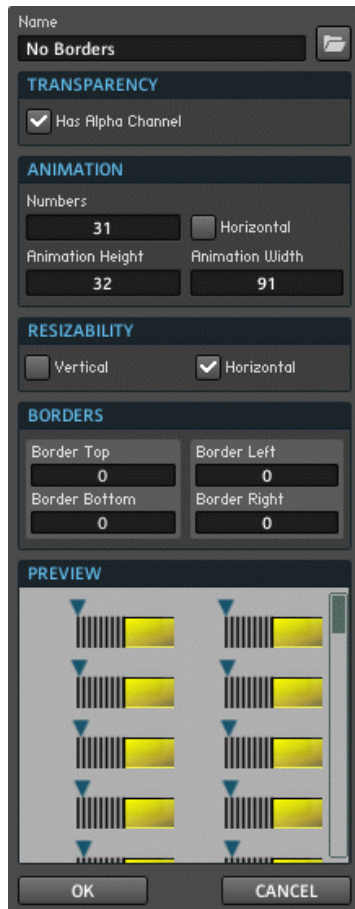 Name
No Borders
TRANSPARENCY
Has Alpha Channel
ANIMATION
Numbers
31 Horizontal
Animation Height Animation Width
32 91
RESIZABILITY
Vertical Horizontal
BORDERS
Border Top Border Left
0 0
Border Bottom Border Right
0 0
PREVIEW
OK CANCEL